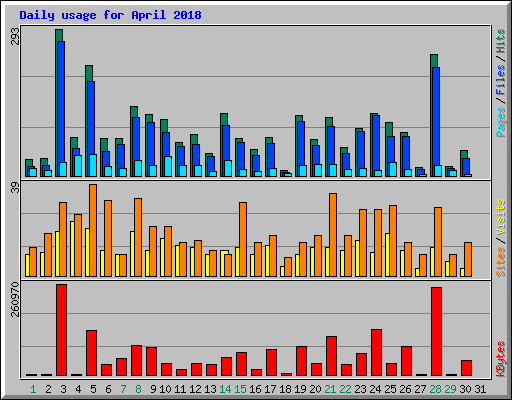 Daily usage for April 2018
293
Pages / Files / Hits
39
Sites / Visits
260970
KBytes
1 2 3 4 5 6 7 8 9 10 11 12 13 14 15 16 17 18 19 20 21 22 23 24 25 26 27 28 29 30 31